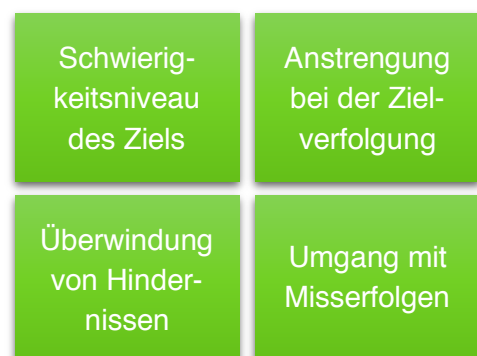 Schwierig-
keitsniveau
des Ziels
Anstrengung
bei der Ziel-
verfolgung
Überwindung
von Hinder-
nissen
Umgang mit
Misserfolgen